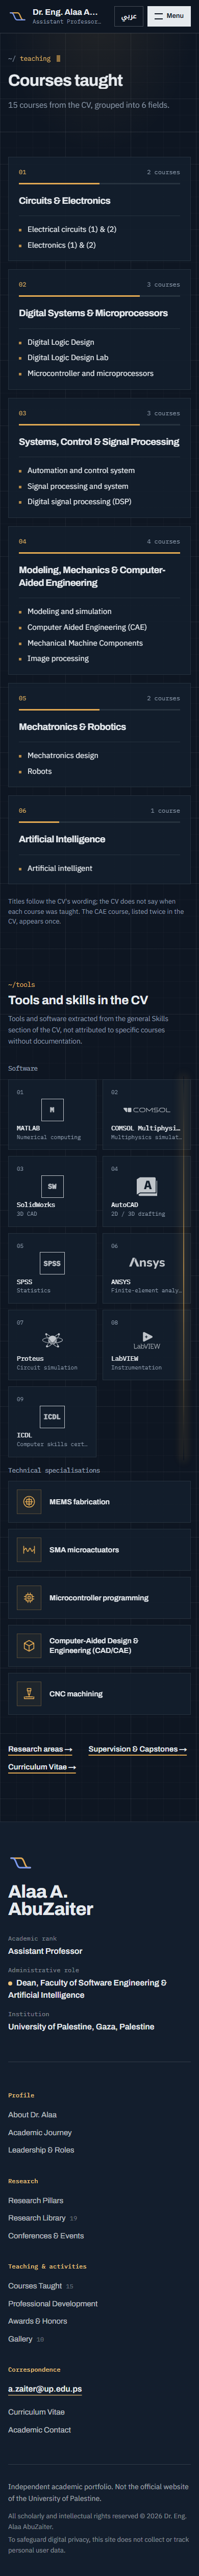 Dr. Eng. Alaa A...
Assistant Professor…
عربي
Menu
~/ teaching
Courses taught
15 courses from the CV, grouped into 6 fields.
01
2 courses
Circuits & Electronics
Electrical circuits (1) & (2)
Electronics (1) & (2)
02
3 courses
Digital Systems & Microprocessors
Digital Logic Design
Digital Logic Design Lab
Microcontroller and microprocessors
03
3 courses
Systems, Control & Signal Processing
Automation and control system
Signal processing and system
Digital signal processing (DSP)
04
4 courses
Modeling, Mechanics & Computer-
Aided Engineering
Modeling and simulation
Computer Aided Engineering (CAE)
Mechanical Machine Components
Image processing
05
2 courses
Mechatronics & Robotics
Mechatronics design
Robots
06
1 course
Artificial Intelligence
Artificial intelligent
Titles follow the CV's wording; the CV does not say when
each course was taught. The CAE course, listed twice in the
CV, appears once.
~/tools
Tools and skills in the CV
Tools and software extracted from the general Skills
section of the CV, not attributed to specific courses
without documentation.
Software
01
M
MATLAB
Numerical computing
02
COMSOL
COMSOL Multiphysi…
Multiphysics simulat…
03
SW
SolidWorks
3D CAD
04
A
AutoCAD
2D / 3D drafting
05
SPSS
SPSS
Statistics
06
Ansys
ANSYS
Finite-element analy…
07
Proteus
Circuit simulation
08
LabVIEW
LabVIEW
Instrumentation
09
ICDL
ICDL
Computer skills cert…
Technical specialisations
MEMS fabrication
SMA microactuators
Microcontroller programming
Computer-Aided Design &
Engineering (CAD/CAE)
CNC machining
Research areas →
Supervision & Capstones →
Curriculum Vitae →
Alaa A.
AbuZaiter
Academic rank
Assistant Professor
Administrative role
Dean, Faculty of Software Engineering &
Artificial Intelligence
Institution
University of Palestine, Gaza, Palestine
Profile
About Dr. Alaa
Academic Journey
Leadership & Roles
Research
Research Pillars
Research Library 19
Conferences & Events
Teaching & activities
Courses Taught 15
Professional Development
Awards & Honors
Gallery 10
Correspondence
a.zaiter@up.edu.ps
Curriculum Vitae
Academic Contact
Independent academic portfolio. Not the official website
of the University of Palestine.
All scholarly and intellectual rights reserved © 2026 Dr. Eng.
Alaa AbuZaiter.
To safeguard digital privacy, this site does not collect or track
personal user data.